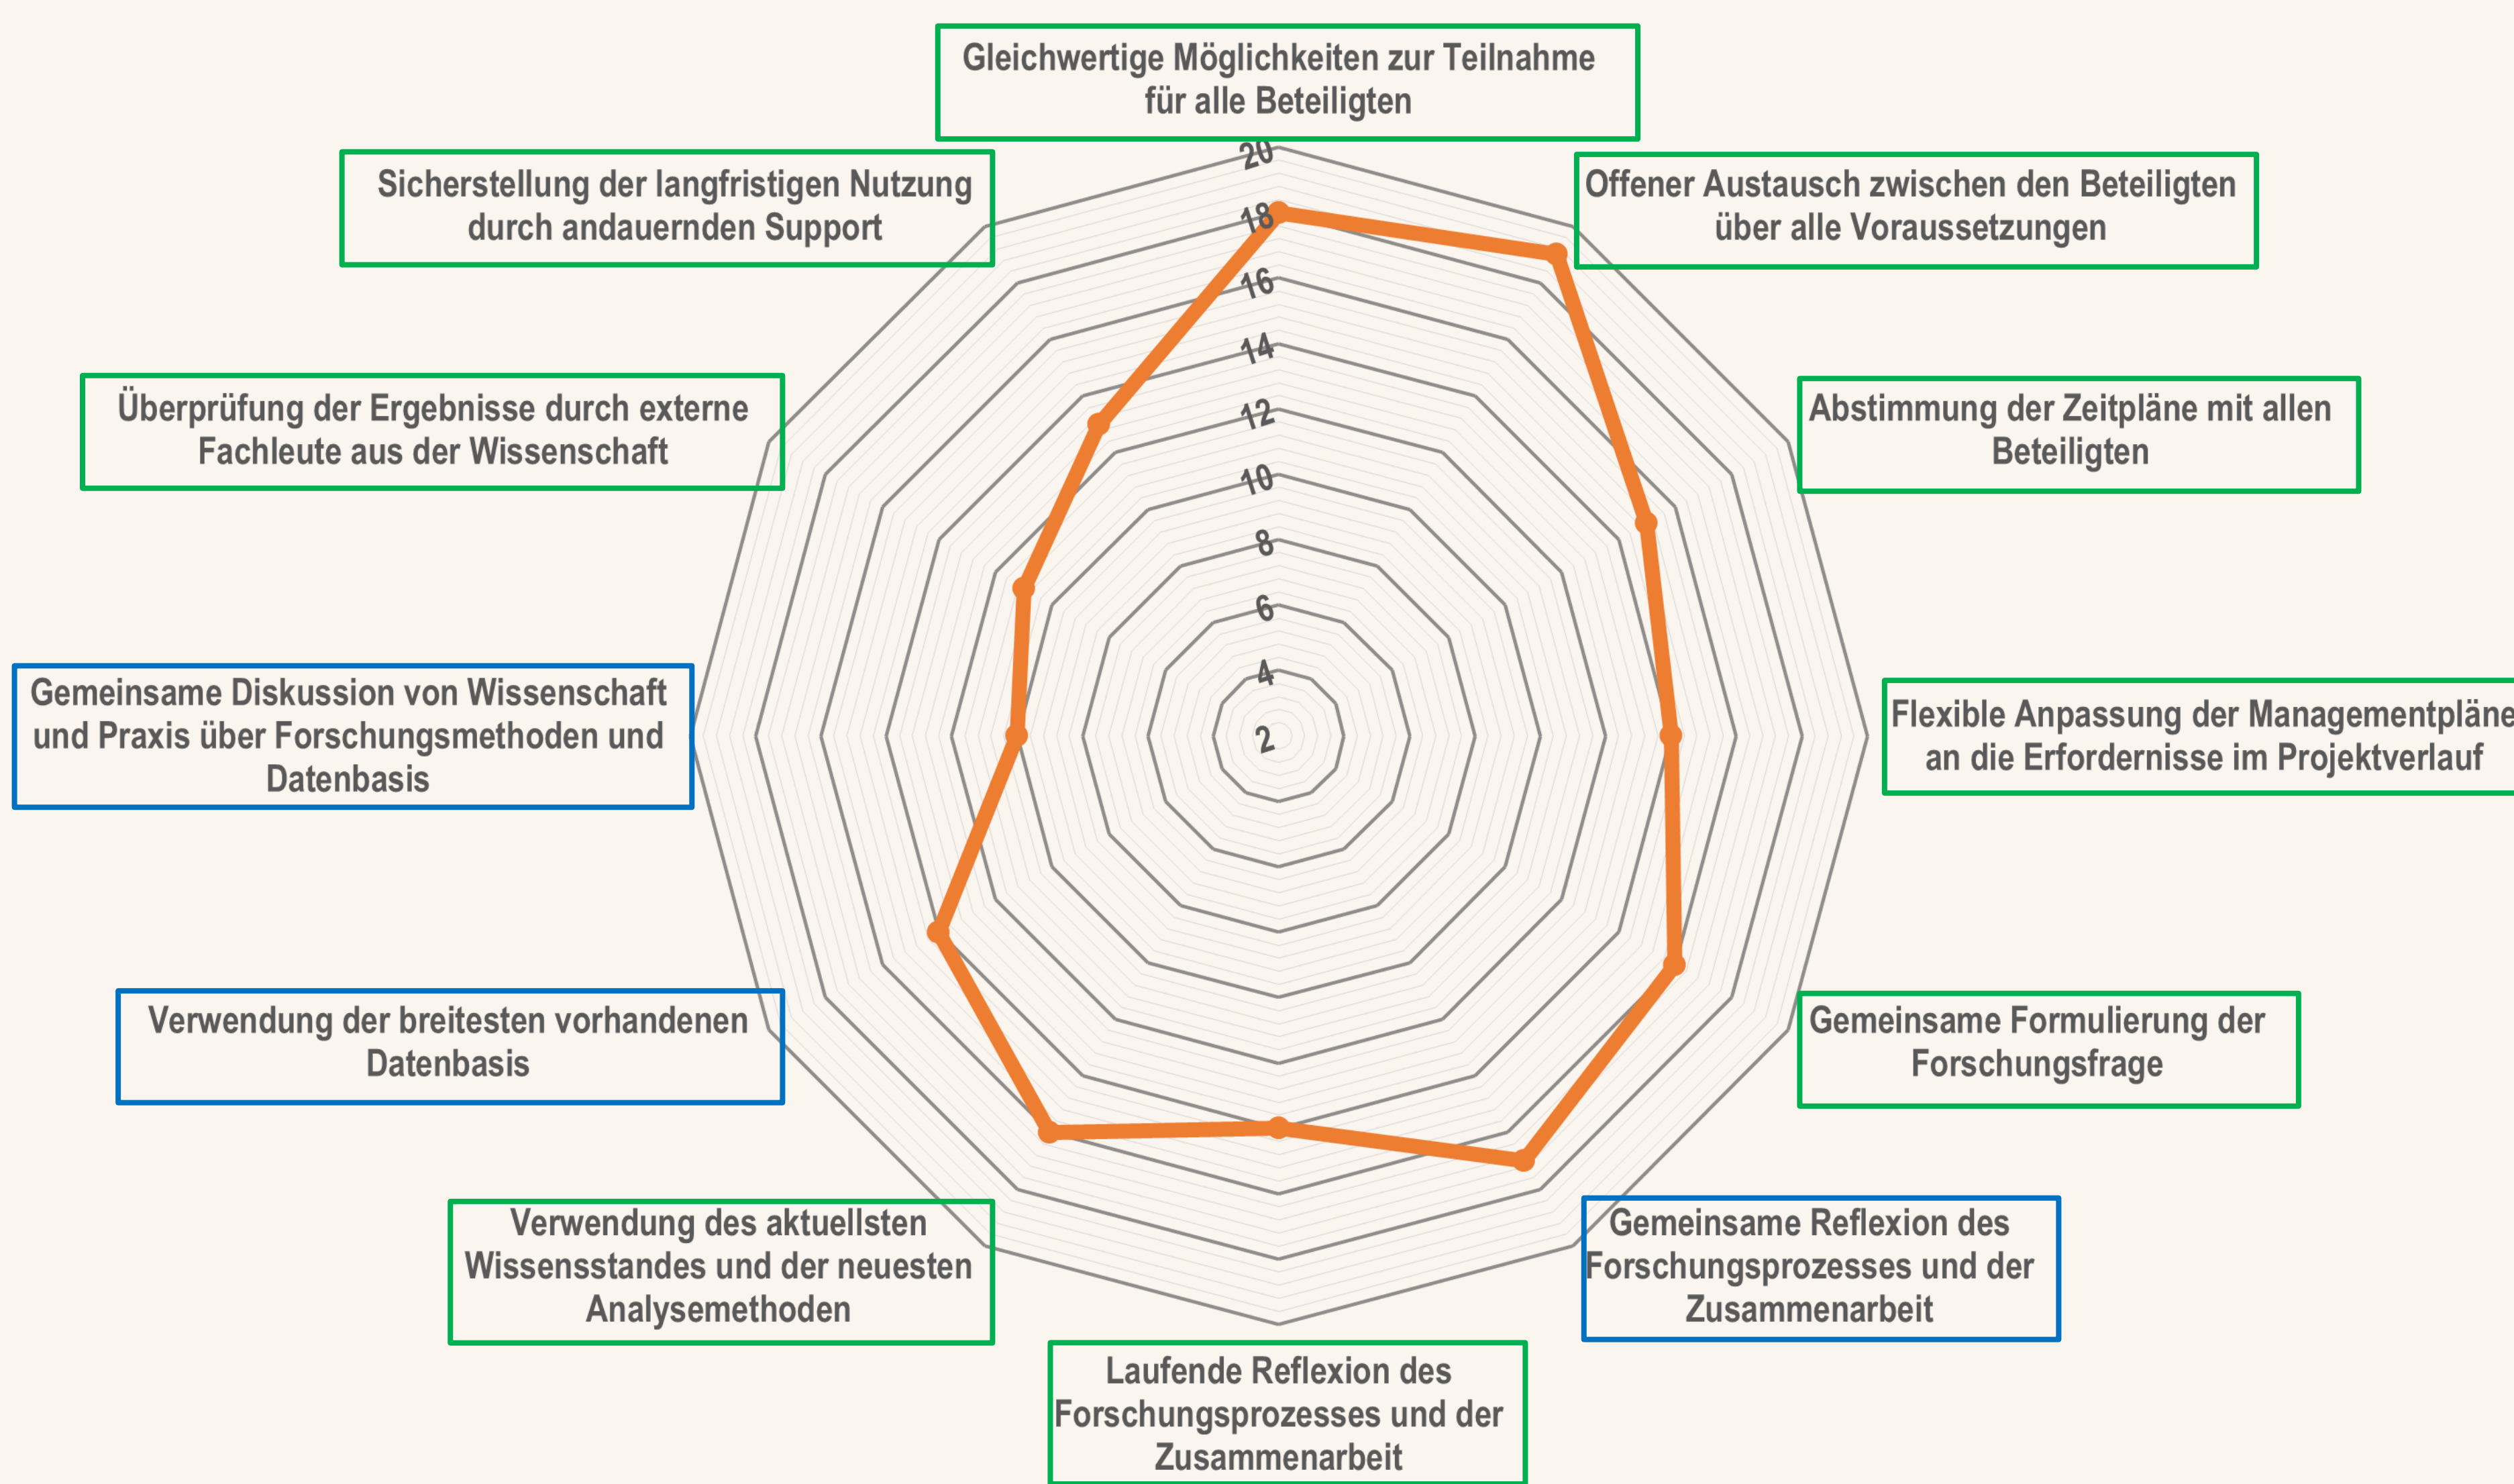 Gleichwertige Möglichkeiten zur Teilnahme
für alle Beteiligten
Sicherstellung der langfristigen Nutzung
durch andauernden Support
Offener Austausch zwischen den Beteiligten
über alle Voraussetzungen
Überprüfung der Ergebnisse durch externe
Fachleute aus der Wissenschaft
Abstimmung der Zeitpläne mit allen
Beteiligten
Gemeinsame Diskussion von Wissenschaft
und Praxis über Forschungsmethoden und
Datenbasis
Flexible Anpassung der Managementpläne
an die Erfordernisse im Projektverlauf
Verwendung der breitesten vorhandenen
Datenbasis
Gemeinsame Formulierung der
Forschungsfrage
Verwendung des aktuellsten
Wissensstandes und der neuesten
Analysemethoden
Gemeinsame Reflexion des
Forschungsprozesses und der
Zusammenarbeit
Laufende Reflexion des
Forschungsprozesses und der
Zusammenarbeit
20
18
16
14
12
10
8
6
4
2